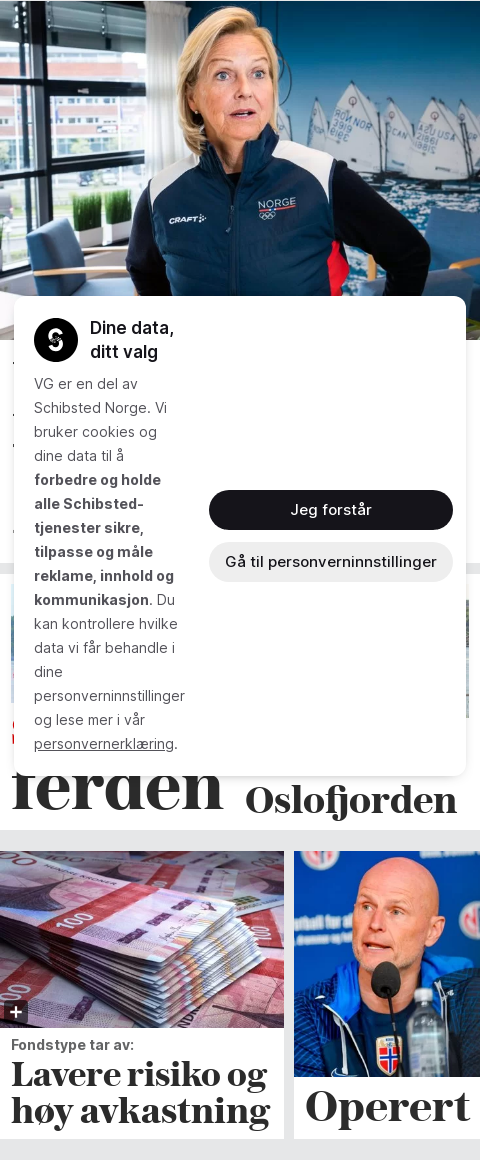 NORGE
CRAFT
Dine data,
ditt valg
VG er en del av
Schibsted Norge. Vi
bruker cookies og
dine data til å
forbedre og holde
alle Schibsted-
tjenester sikre,
tilpasse og måle
reklame, innhold og
kommunikasjon. Du
kan kontrollere hvilke
data vi får behandle i
dine
personverninnstillinger
og lese mer i vår
personvernerklæring.
Jeg forstår
Gå til personverninnstillinger
ferden
Oslofjorden
100
100
Fondstype tar av:
Lavere risiko og
høy avkastning
Operert